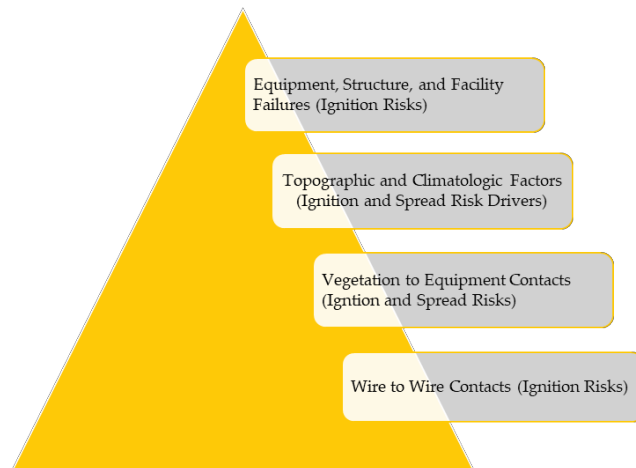 Equipment, Structure, and Facility
Failures (Ignition Risks)
Topographic and Climatologic Factors
(Ignition and Spread Risk Drivers)
Vegetation to Equipment Contacts
(Igntion and Spread Risks)
Wire to Wire Contacts (Ignition Risks)